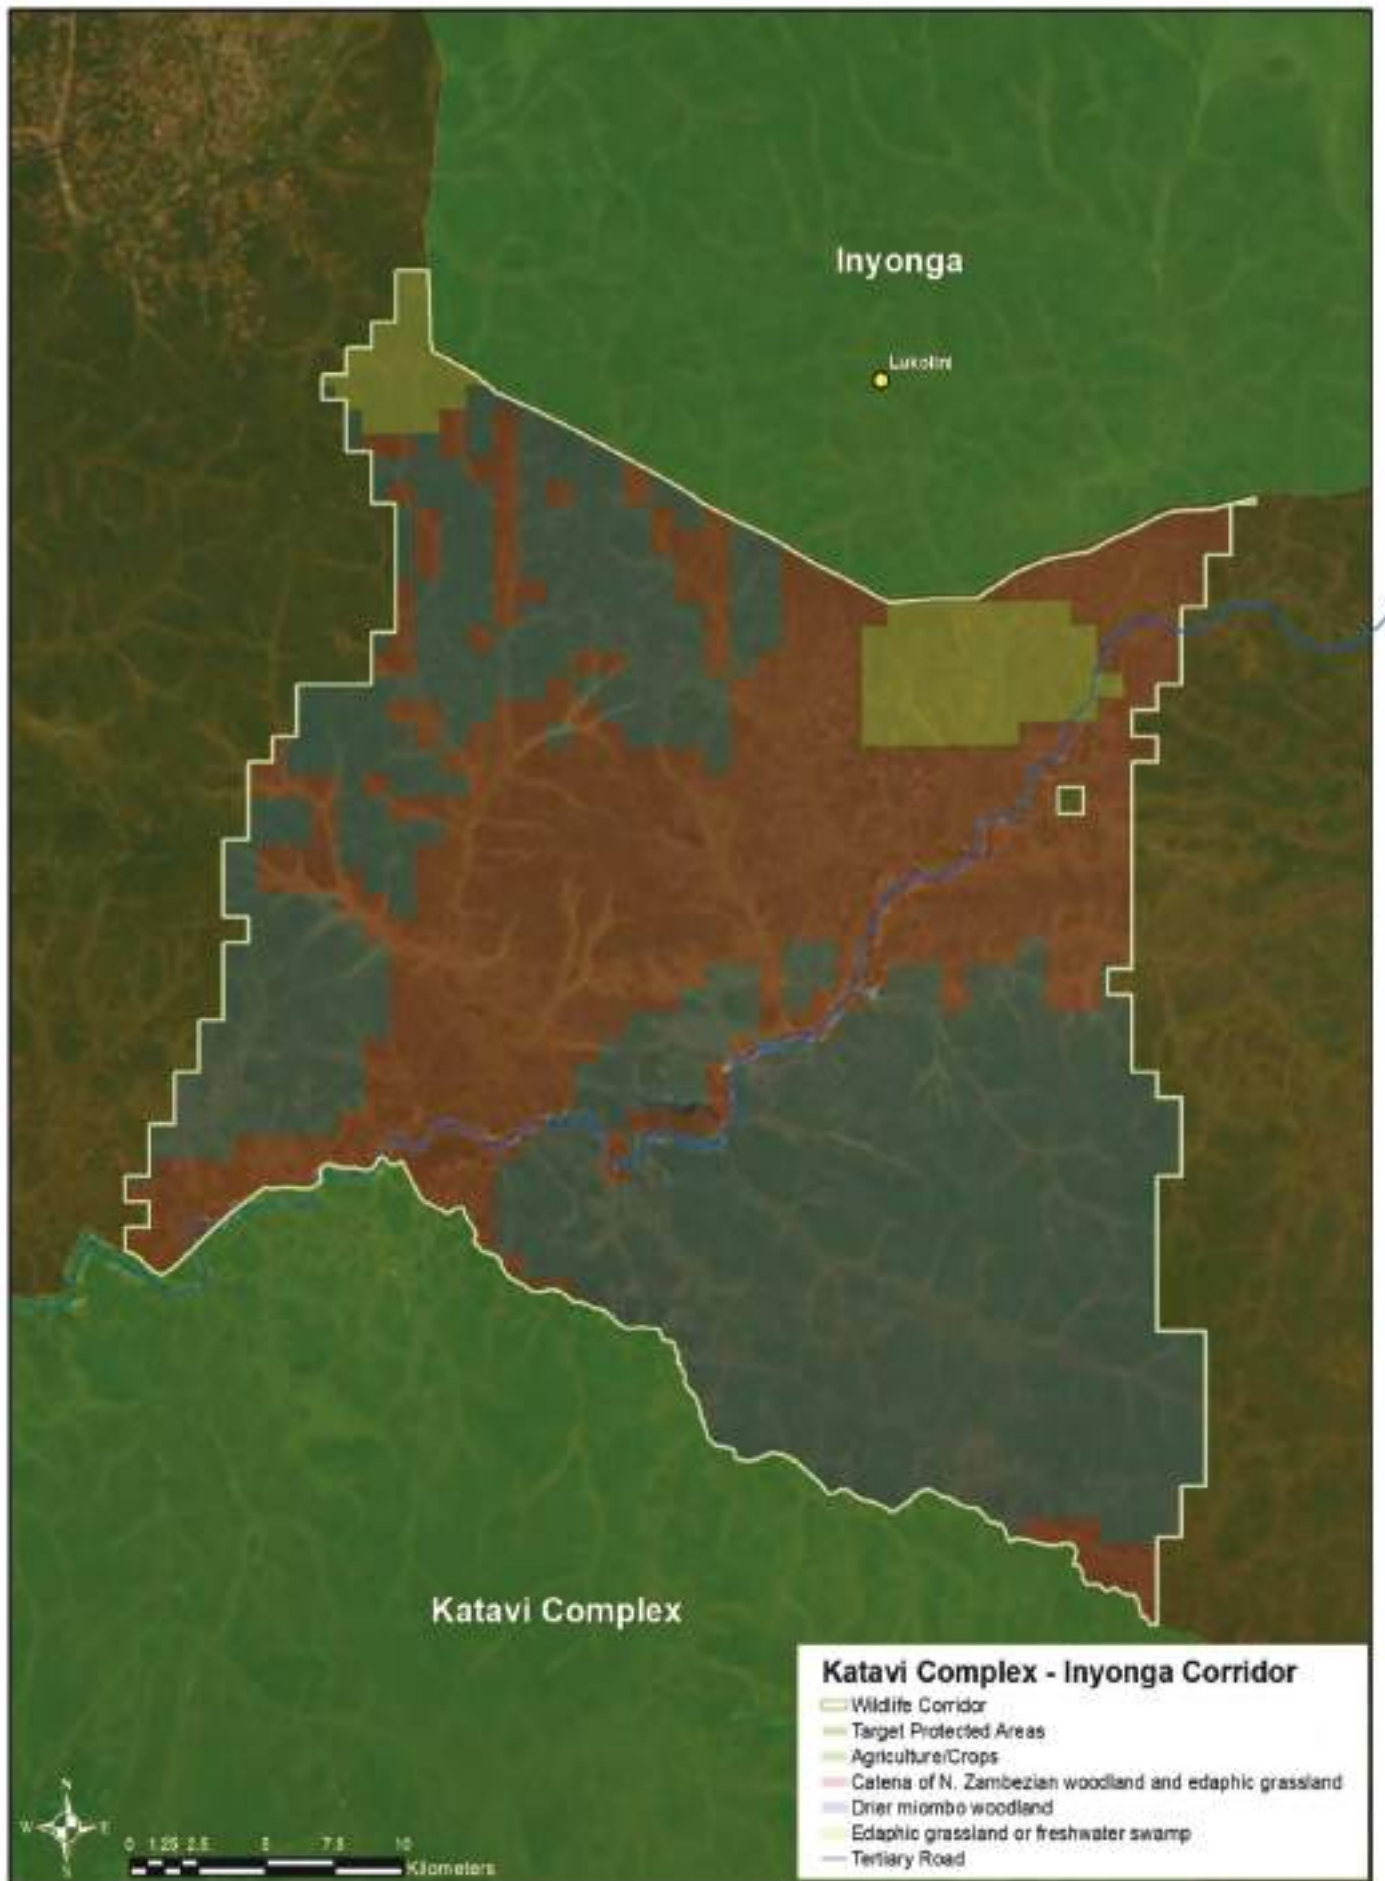 Inyonga
Lukolini
Katavi Complex
Katavi Complex - Inyonga Corridor
Wildlife Corridor
Target Protected Areas
Agriculture/Crops
Catena of N. Zambezian woodland and edaphic grassland
Drier miombo woodland
Edaphic grassland or freshwater swamp
Tertiary Road
N
W E
S
0 1.25 2.5 5 7.5 10
Kilometers